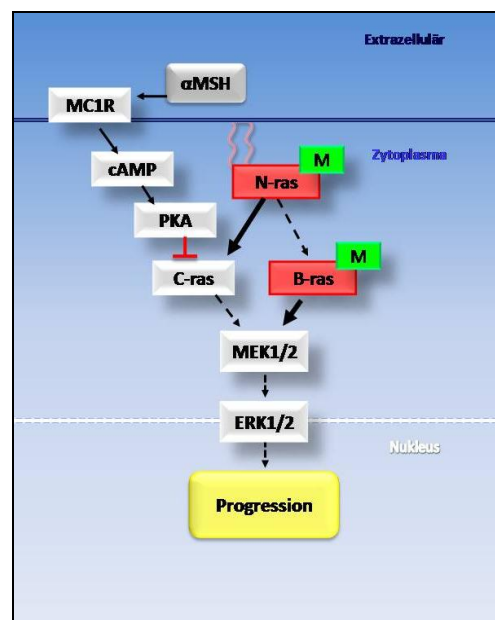 Extrazellulär
αMSH
MC1R
Zytoplasma
M
cAMP
N-ras
PKA
M
C-ras
B-ras
MEK1/2
ERK1/2
Nukleus
Progression